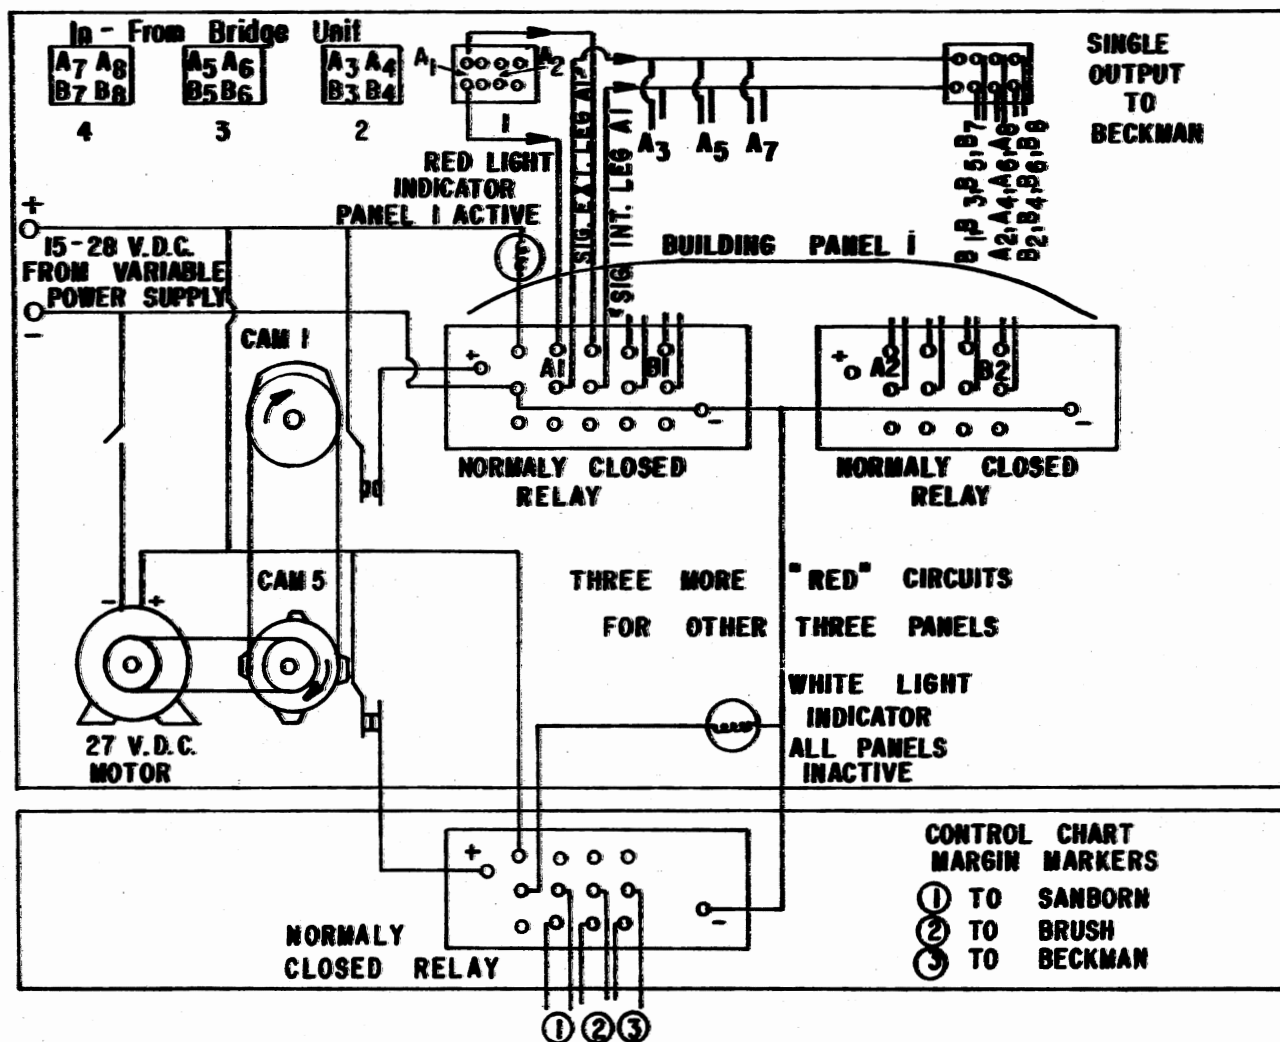 In - From Bridge Unit
A7 A8
B7 B8
4
A5 A6
B5 B6
3
A3 A4
B3 B4
2
A1
A2
1
SINGLE
OUTPUT
TO
BECKMAN
A3 A5 A7
B1, B3, B5, B7
A2, A4, A6, A8
B2, B4, B6, B8
SIG. EXT. LEG A1
SIG INT. LEG A1
RED LIGHT
INDICATOR
PANEL 1 ACTIVE
+
15-28 V.D.C.
FROM VARIABLE
POWER SUPPLY
-
BUILDING PANEL 1
CAM 1
+ A1 B1 -
NORMALY CLOSED
RELAY
+ A2 B2 -
NORMALY CLOSED
RELAY
CAM 5
- +
27 V.D.C.
MOTOR
THREE MORE "RED" CIRCUITS
FOR OTHER THREE PANELS
WHITE LIGHT
INDICATOR
ALL PANELS
INACTIVE
+ -
NORMALY
CLOSED RELAY
CONTROL CHART
MARGIN MARKERS
1 TO SANBORN
2 TO BRUSH
3 TO BECKMAN
1 2 3